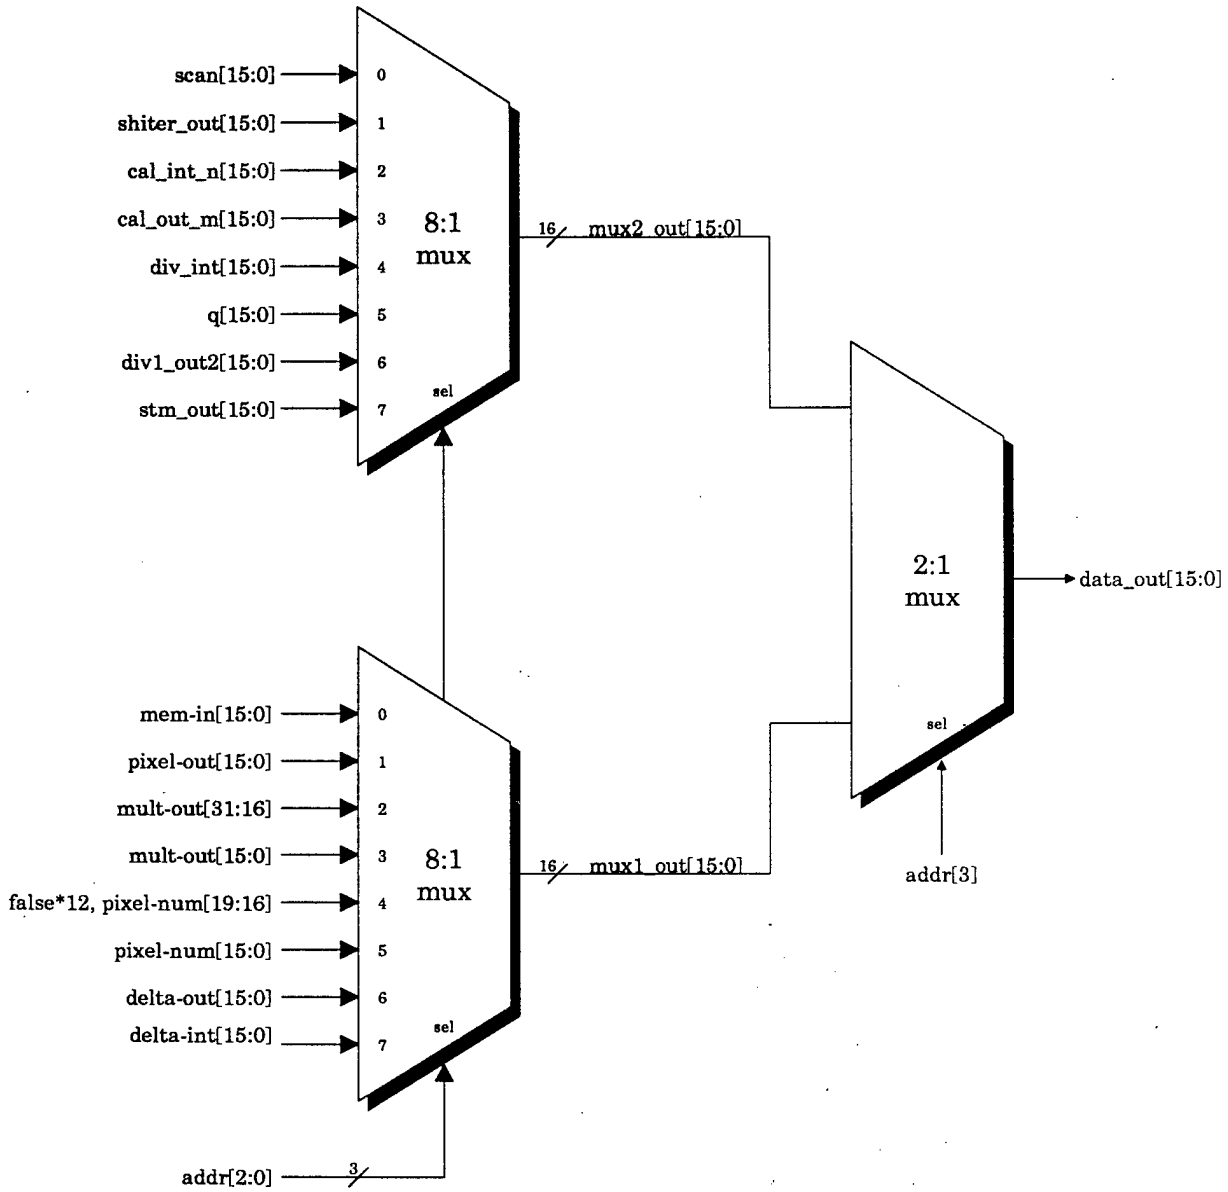 scan[15:0]
0
shiter_out[15:0]
1
cal_int_n[15:0]
2
cal_out_m[15:0]
3
div_int[15:0]
4
q[15:0]
5
div1_out2[15:0]
6
stm_out[15:0]
7
8:1
mux
sel
16
mux2_out[15:0]
2:1
mux
sel
data_out[15:0]
addr[3]
mem-in[15:0]
0
pixel-out[15:0]
1
mult-out[31:16]
2
mult-out[15:0]
3
false*12, pixel-num[19:16]
4
pixel-num[15:0]
5
delta-out[15:0]
6
delta-int[15:0]
7
8:1
mux
sel
16
mux1_out[15:0]
addr[2:0]
3